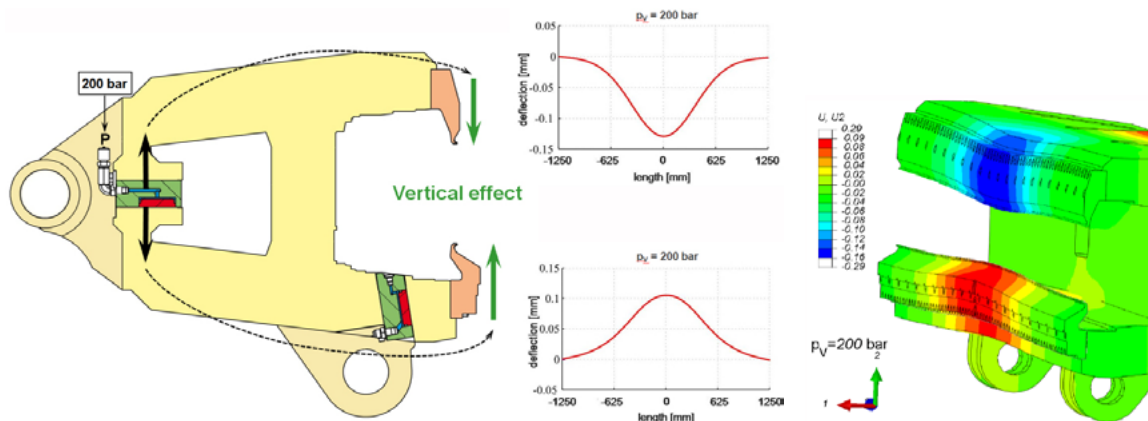 200 bar
P
Vertical effect
pv = 200 bar
0.05
0
-0.05
-0.1
-0.15
deflection [mm]
-1250 -625 0 625 1250
length [mm]
pv = 200 bar
0.15
0.1
0.05
0
-0.05
deflection [mm]
-1250 -625 0 625 1250
length [mm]
U, U2
0.20
0.09
0.08
0.06
0.04
0.02
-0.00
-0.02
-0.04
-0.06
-0.08
-0.10
-0.12
-0.14
-0.16
-0.29
pv=200 bar
2
1